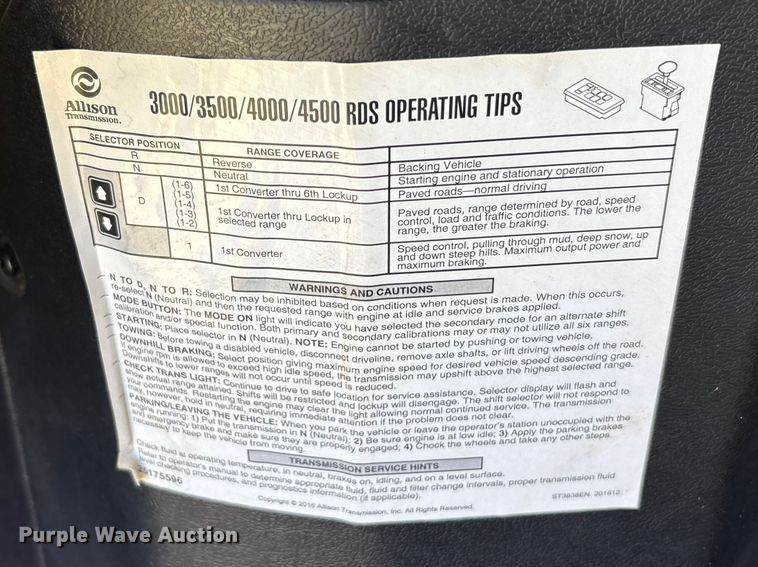 Allison
Transmission.
3000/3500/4000/4500 RDS OPERATING TIPS
SELECTOR POSITION RANGE COVERAGE
R Reverse Backing Vehicle
N Neutral Starting engine and stationary operation
D (1-6) 1st Converter thru 6th Lockup Paved roads—normal driving
(1-5)
(1-4)
(1-3)
(1-2)
1st Converter thru Lockup in
selected range
Paved roads, range determined by road, speed
control, load and traffic conditions. The lower the
range, the greater the braking.
1 1st Converter
Speed control, pulling through mud, deep snow, up
and down steep hills. Maximum output power and
maximum braking.
WARNINGS AND CAUTIONS
N TO D, N TO R: Selection may be inhibited based on conditions when request is made. When this occurs,
re-select N (Neutral) and then the requested range with engine at idle and service brakes applied.
MODE BUTTON: The MODE ON light will indicate you have selected the secondary mode for an alternate shift
calibration and/or special function. Both primary and secondary calibrations may or may not utilize all six ranges.
STARTING: Place selector in N (Neutral). NOTE: Engine cannot be started by pushing or towing vehicle.
TOWING: Before towing a disabled vehicle, disconnect driveline, remove axle shafts, or lift driving wheels off the road.
DOWNHILL BRAKING: Select position giving maximum engine speed for desired vehicle speed descending grade.
If engine rpm is allowed to exceed high idle speed, the transmission may upshift above the highest selected range.
Downshifts to lower ranges will not occur until speed is reduced.
CHECK TRANS LIGHT: Continue to drive to safe location for service assistance. Selector display will flash and
show actual range attained. Shifts will be restricted and lockup will disengage. The shift selector will not respond to
your commands. Restarting the engine may clear the light allowing normal continued service. The transmission
may, however, hold in neutral, requiring immediate attention if the problem does not clear.
PARKING/LEAVING THE VEHICLE: When you park the vehicle or leave the operator's station unoccupied with the
engine running: 1) Put the transmission in N (Neutral); 2) Be sure engine is at low idle; 3) Apply the parking brakes
and emergency brake and make sure they are properly engaged; 4) Chock the wheels and take any other steps
necessary to keep the vehicle from moving.
TRANSMISSION SERVICE HINTS
Check fluid at operating temperature, in neutral, brakes on, idling, and on a level surface.
Refer to operator's manual to determine appropriate fluid, fluid and filter change intervals, proper transmission fluid
level checking procedures, and prognostics information (if applicable).
29175596
Copyright © 2016 Allison Transmission, Inc. All Rights Reserved.
ST3638EN 201612
Purple Wave Auction